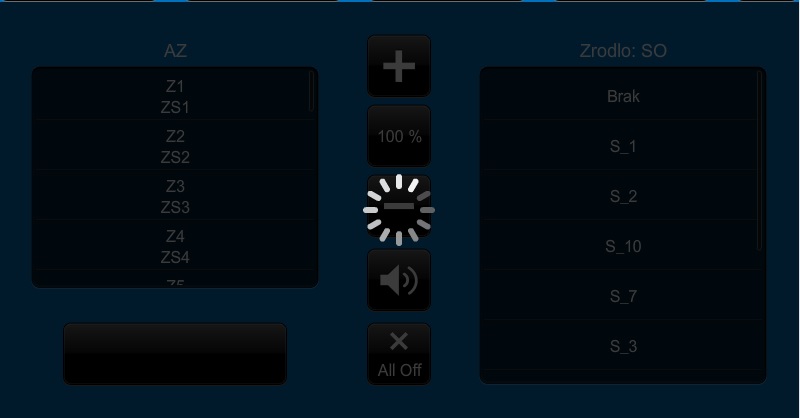 AZ
Z1
ZS1
Z2
ZS2
Z3
ZS3
Z4
ZS4
Z5
100 %
All Off
Zrodlo: SO
Brak
S_1
S_2
S_10
S_7
S_3